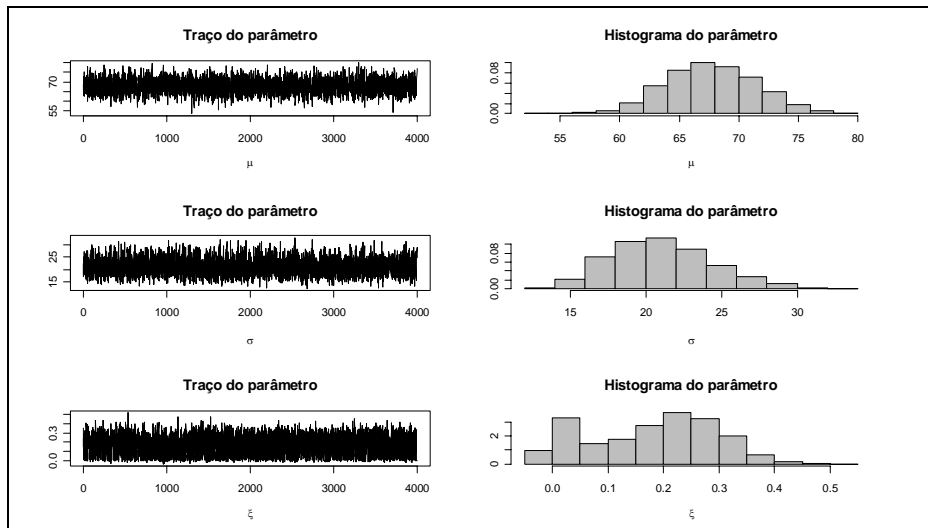 Traço do parâmetro
Histograma do parâmetro
70
55
0 1000 2000 3000 4000
μ
0.08
0.00
55 60 65 70 75 80
μ
Traço do parâmetro
Histograma do parâmetro
25
15
0 1000 2000 3000 4000
σ
0.08
0.00
15 20 25 30
σ
Traço do parâmetro
Histograma do parâmetro
0.3
0.0
0 1000 2000 3000 4000
ξ
2
0
0.0 0.1 0.2 0.3 0.4 0.5
ξ